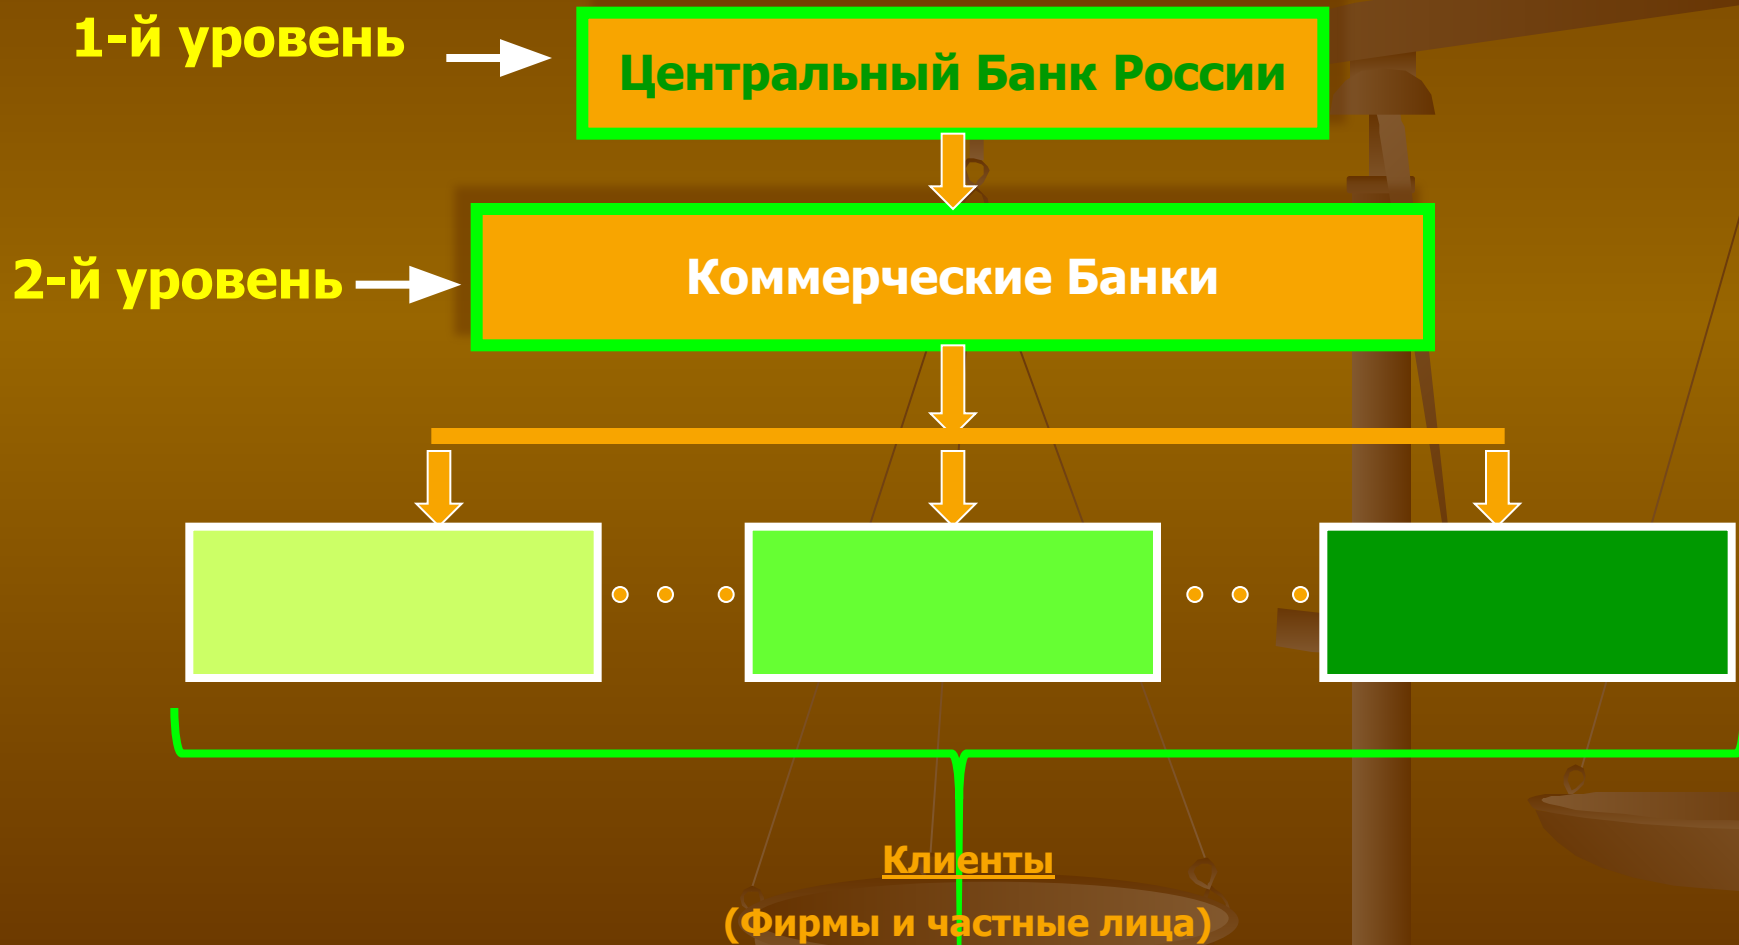 1-й уровень
Центральный Банк России
2-й уровень
Коммерческие Банки
Клиенты
(Фирмы и частные лица)